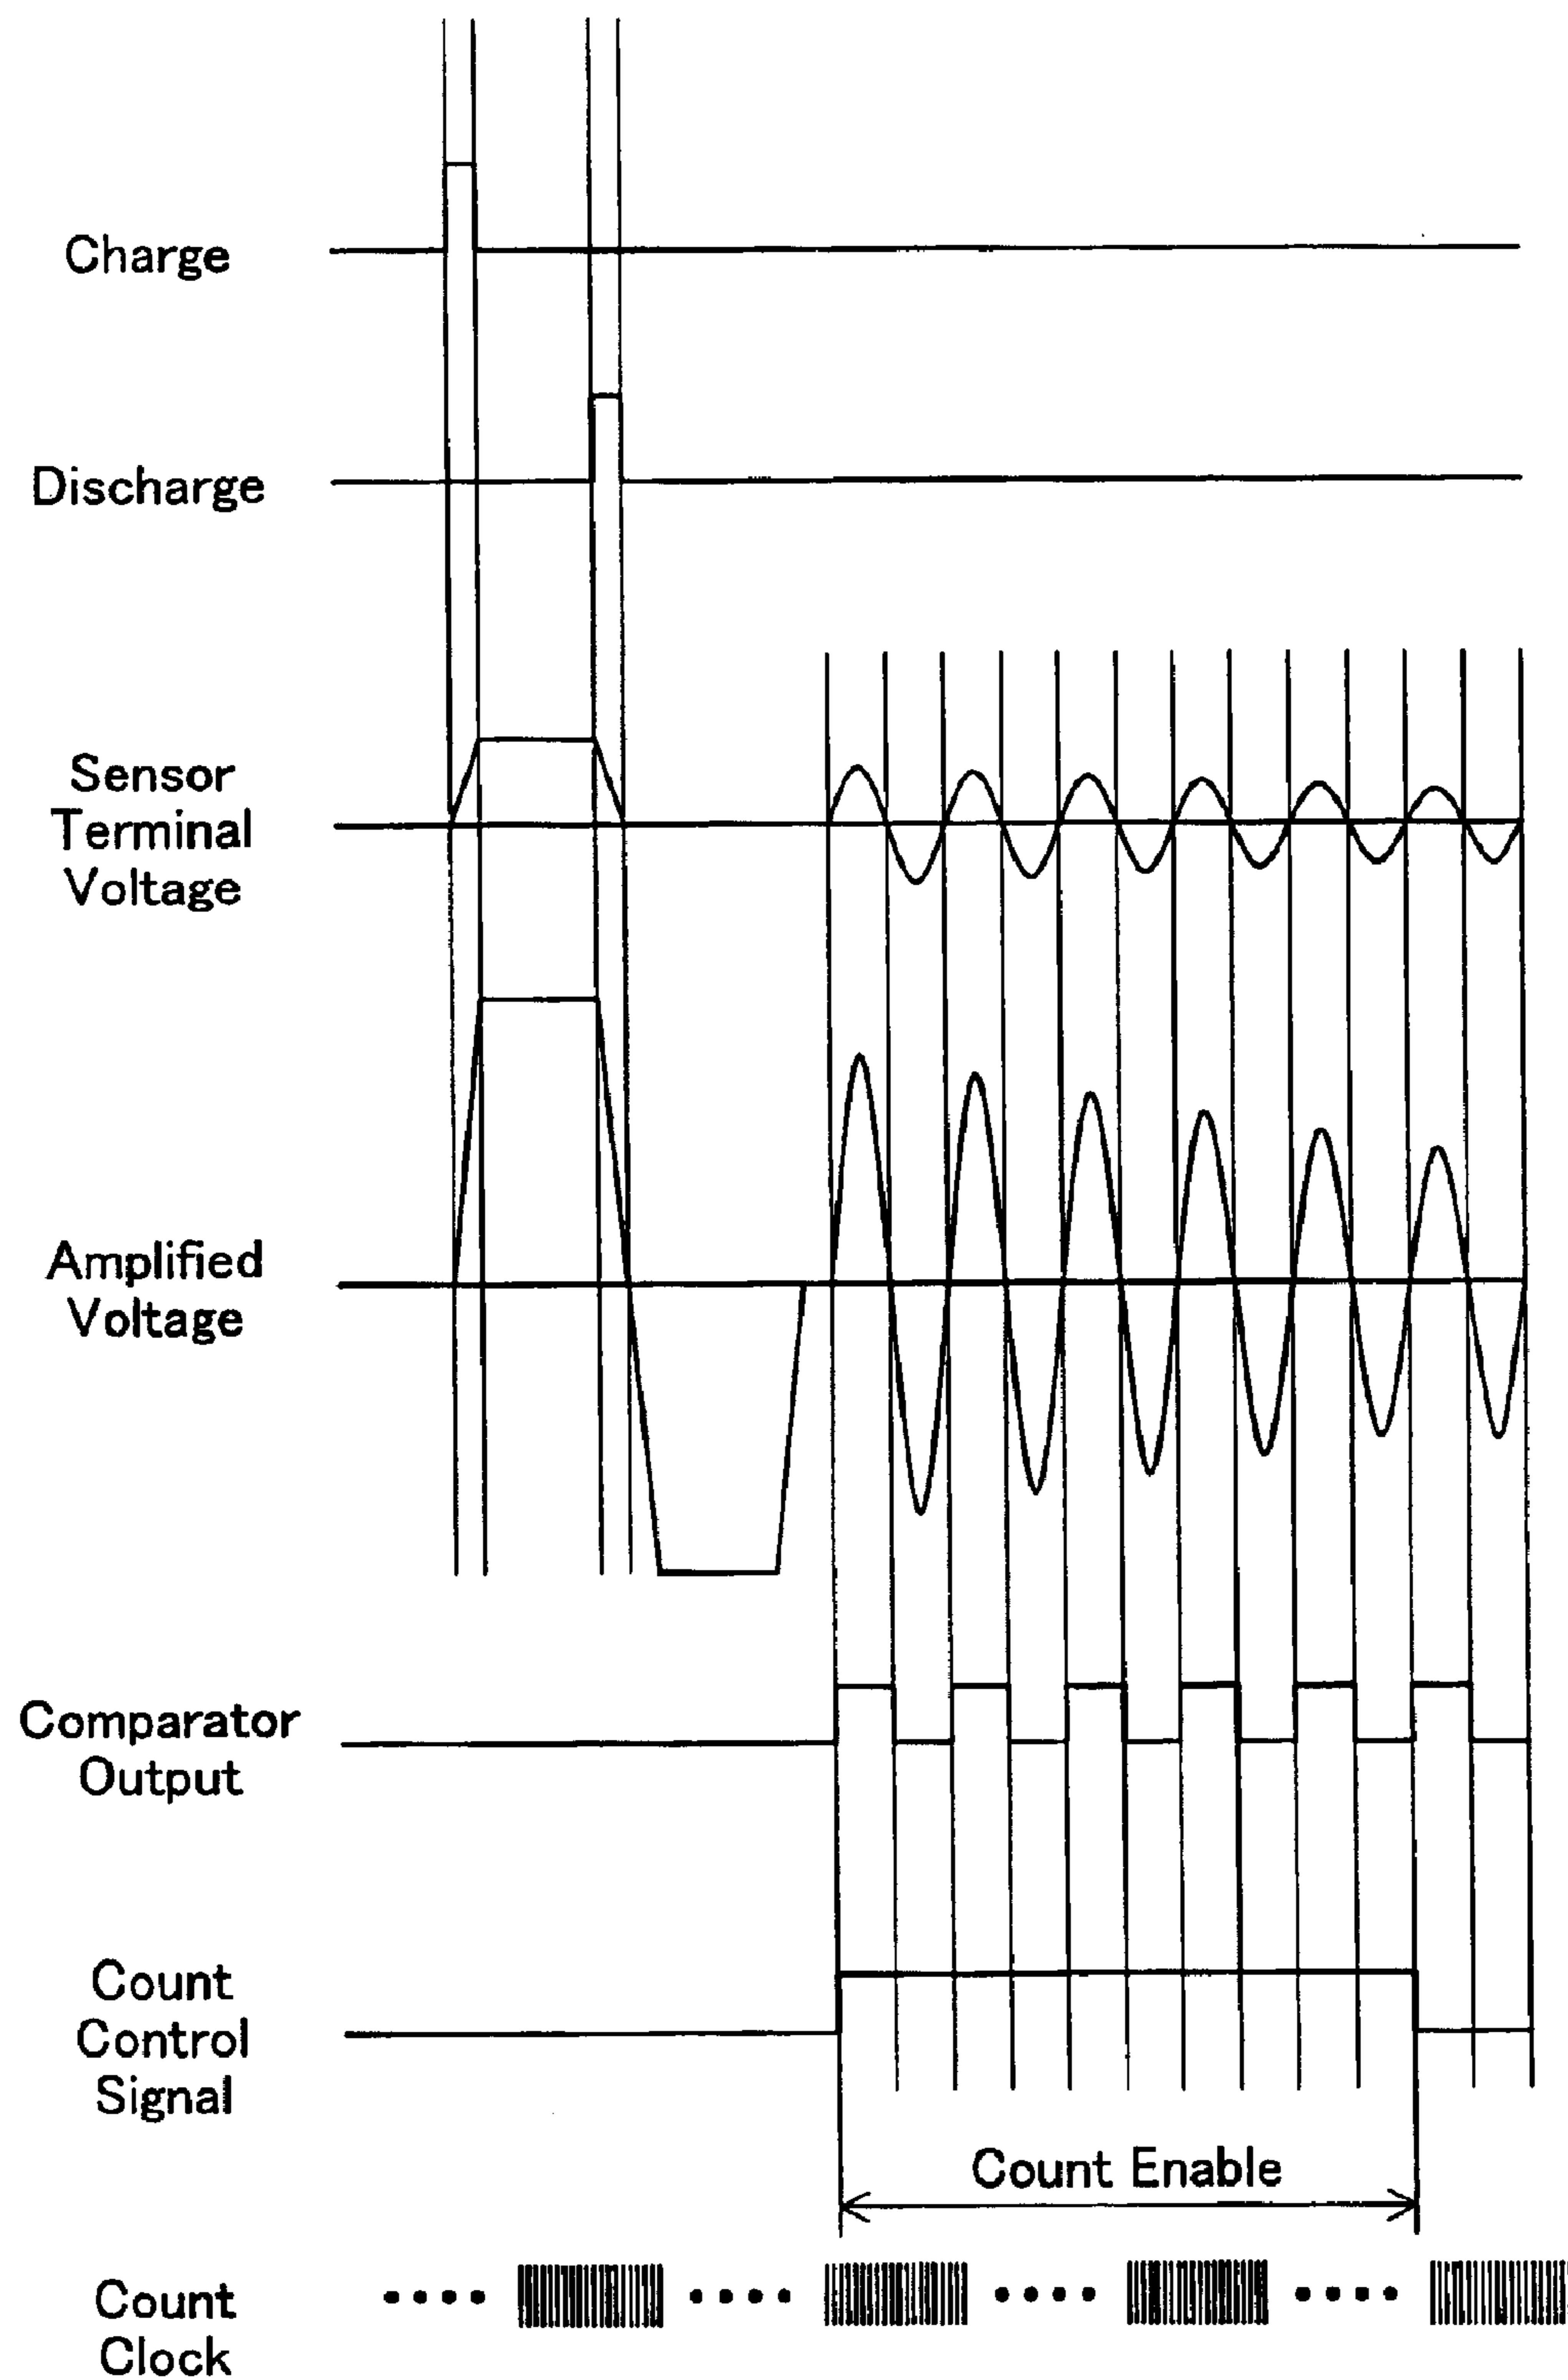 Charge
Discharge
Sensor
Terminal
Voltage
Amplified
Voltage
Comparator
Output
Count
Control
Signal
Count Enable
Count
Clock